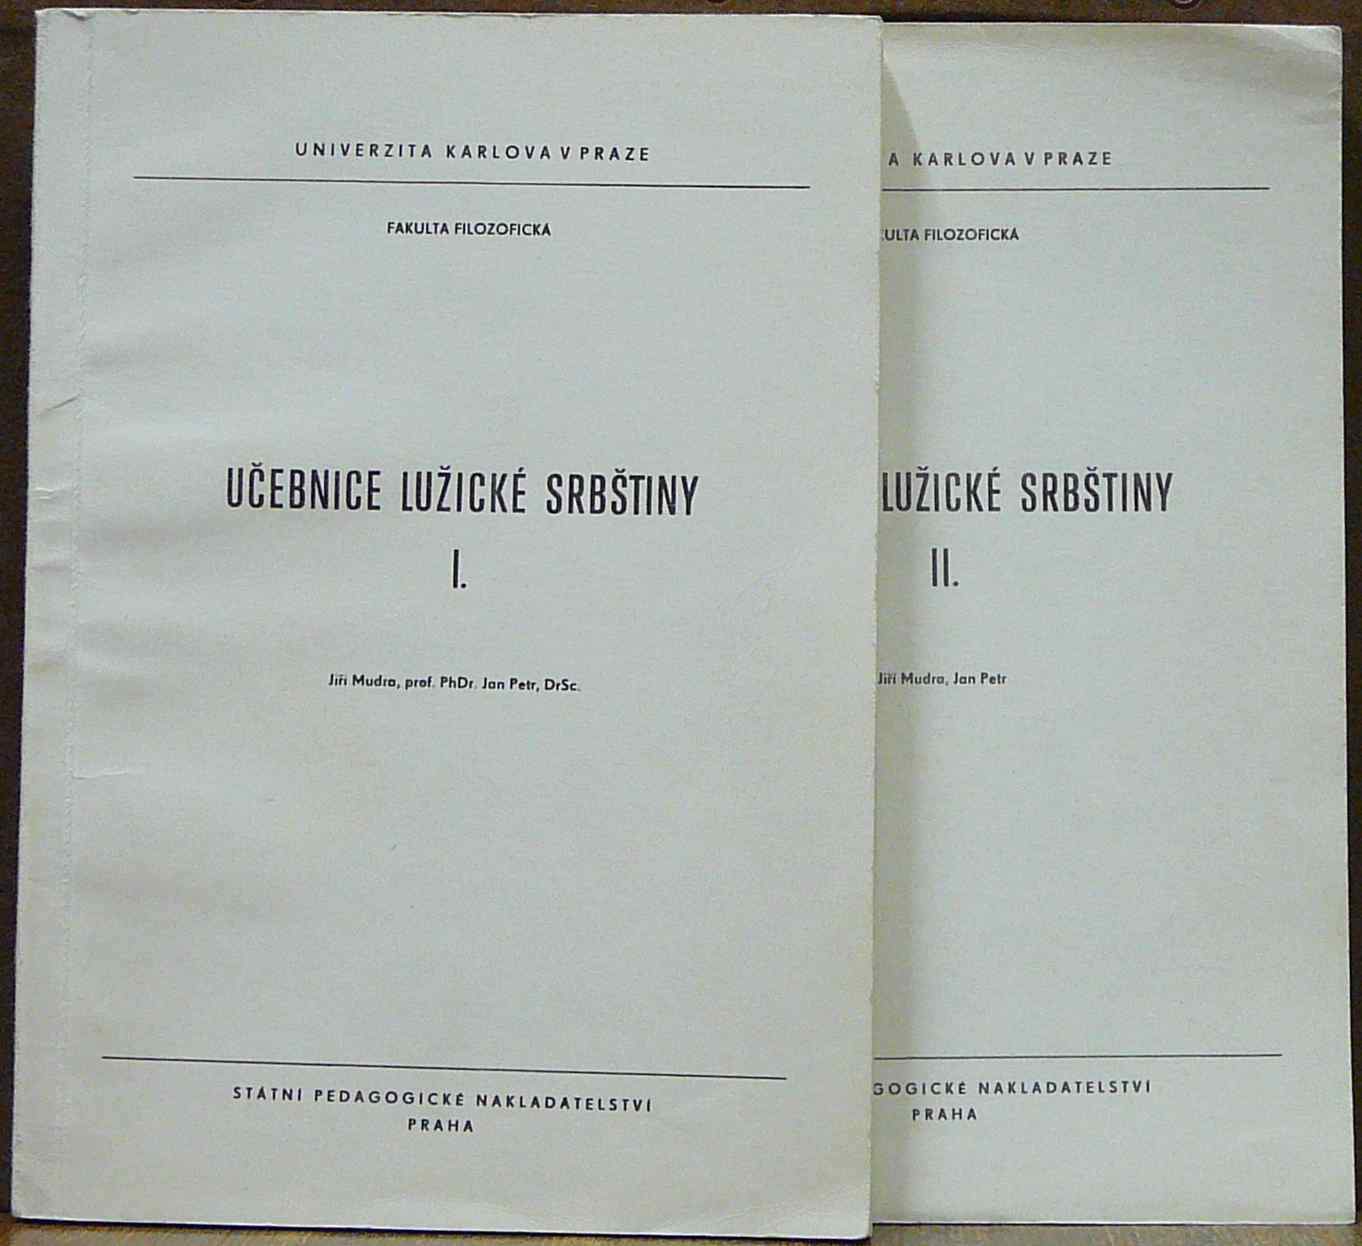 UNIVERZITA KARLOVA V PRAZE
FAKULTA FILOZOFICKÁ
UČEBNICE LUŽICKÉ SRBŠTINY
I.
Jiří Mudra, prof. PhDr. Jan Petr, DrSc.
STÁTNÍ PEDAGOGICKÉ NAKLADATELSTVÍ
PRAHA
A KARLOVA V PRAZE
ULTA FILOZOFICKÁ
LUŽICKÉ SRBŠTINY
II.
Jiří Mudra, Jan Petr
GOGICKÉ NAKLADATELSTVÍ
PRAHA